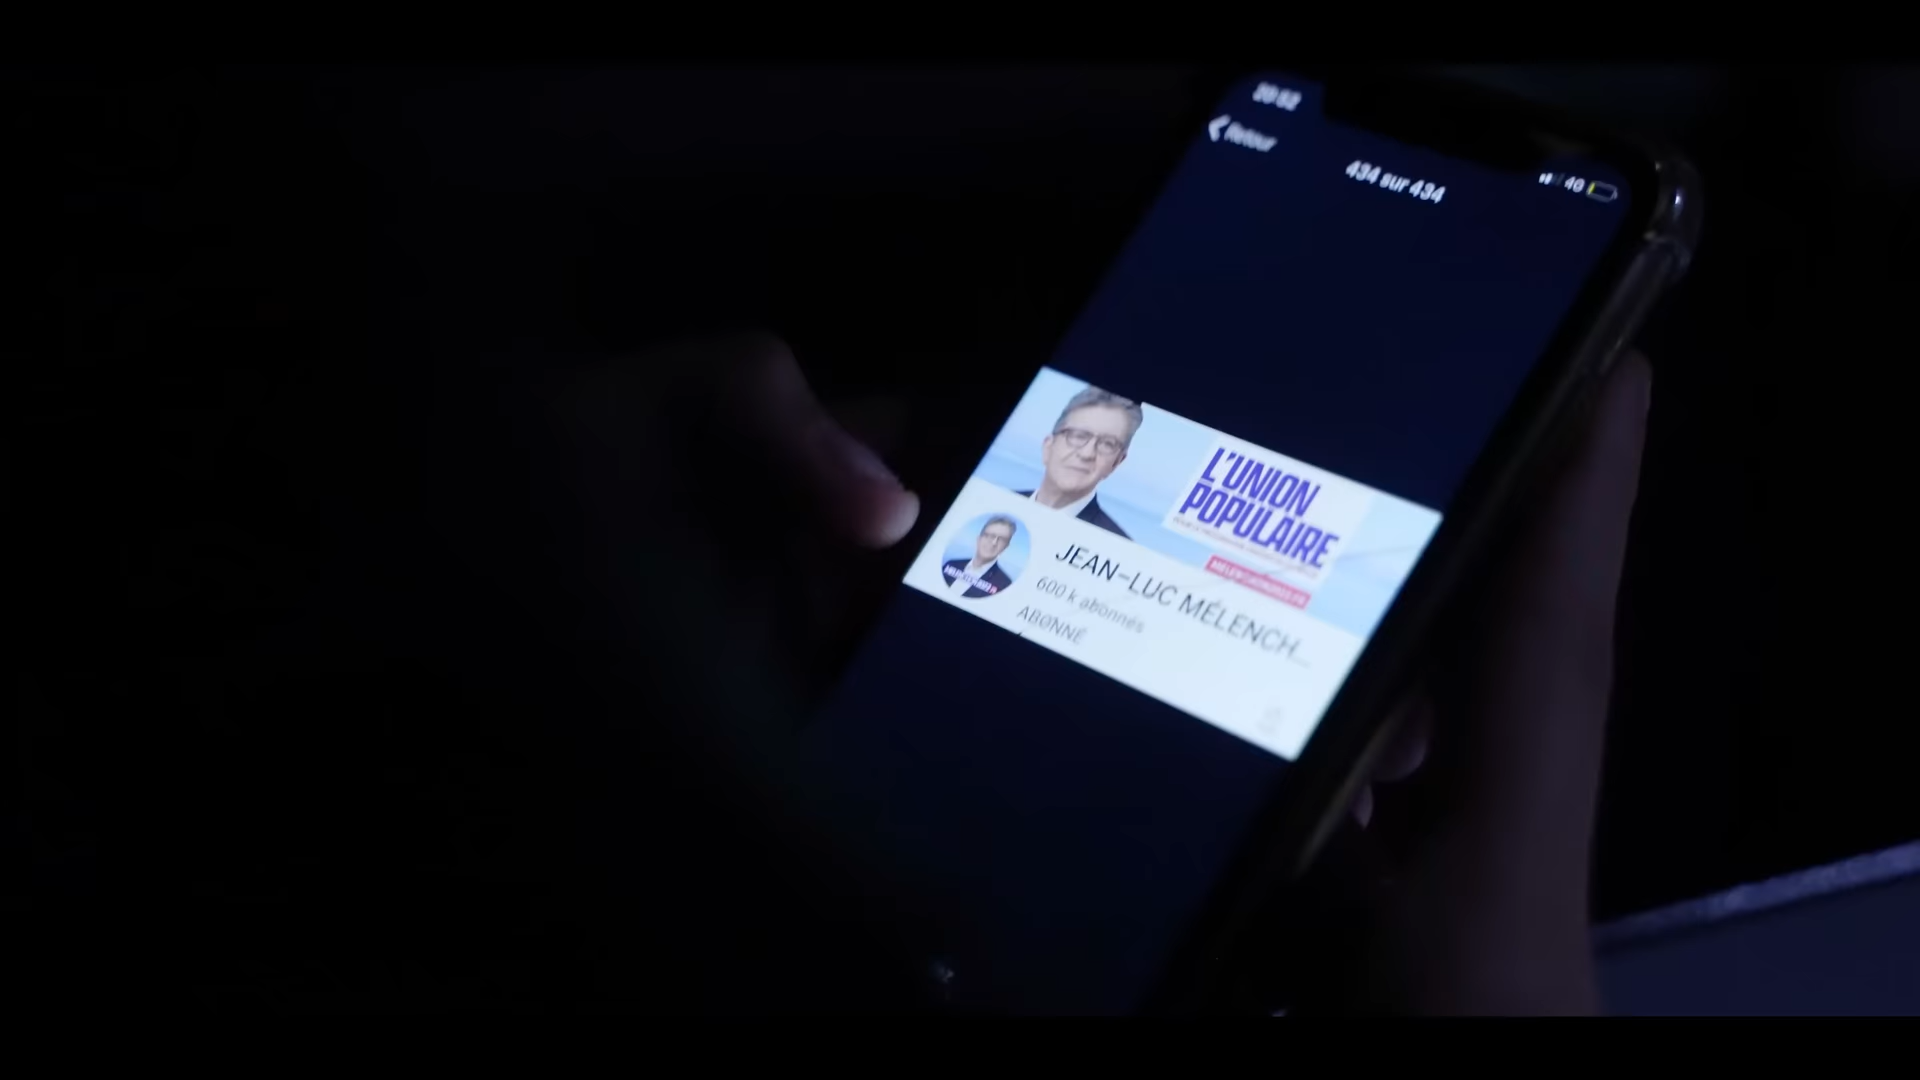 20:52
Retour
434 sur 434
4G
L'UNION
POPULAIRE
JEAN-LUC MÉLENCH...
600 k abonnés
ABONNÉ